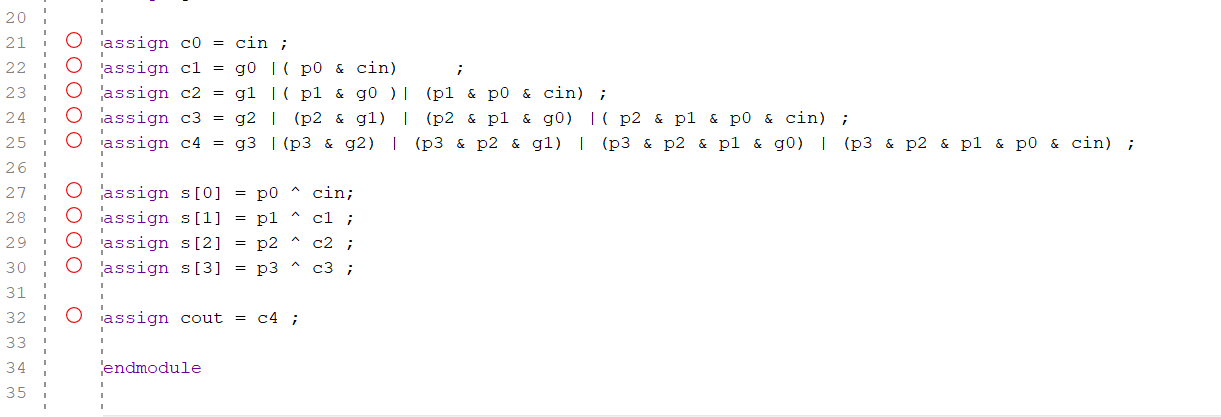 20
21 assign c0 = cin ;
22 assign c1 = g0 |( p0 & cin)     ;
23 assign c2 = g1 |( p1 & g0 )| (p1 & p0 & cin) ;
24 assign c3 = g2 | (p2 & g1) | (p2 & p1 & g0) |( p2 & p1 & p0 & cin) ;
25 assign c4 = g3 |(p3 & g2) | (p3 & p2 & g1) | (p3 & p2 & p1 & g0) | (p3 & p2 & p1 & p0 & cin) ;
26
27 assign s[0] = p0 ^ cin;
28 assign s[1] = p1 ^ c1 ;
29 assign s[2] = p2 ^ c2 ;
30 assign s[3] = p3 ^ c3 ;
31
32 assign cout = c4 ;
33
34 endmodule
35